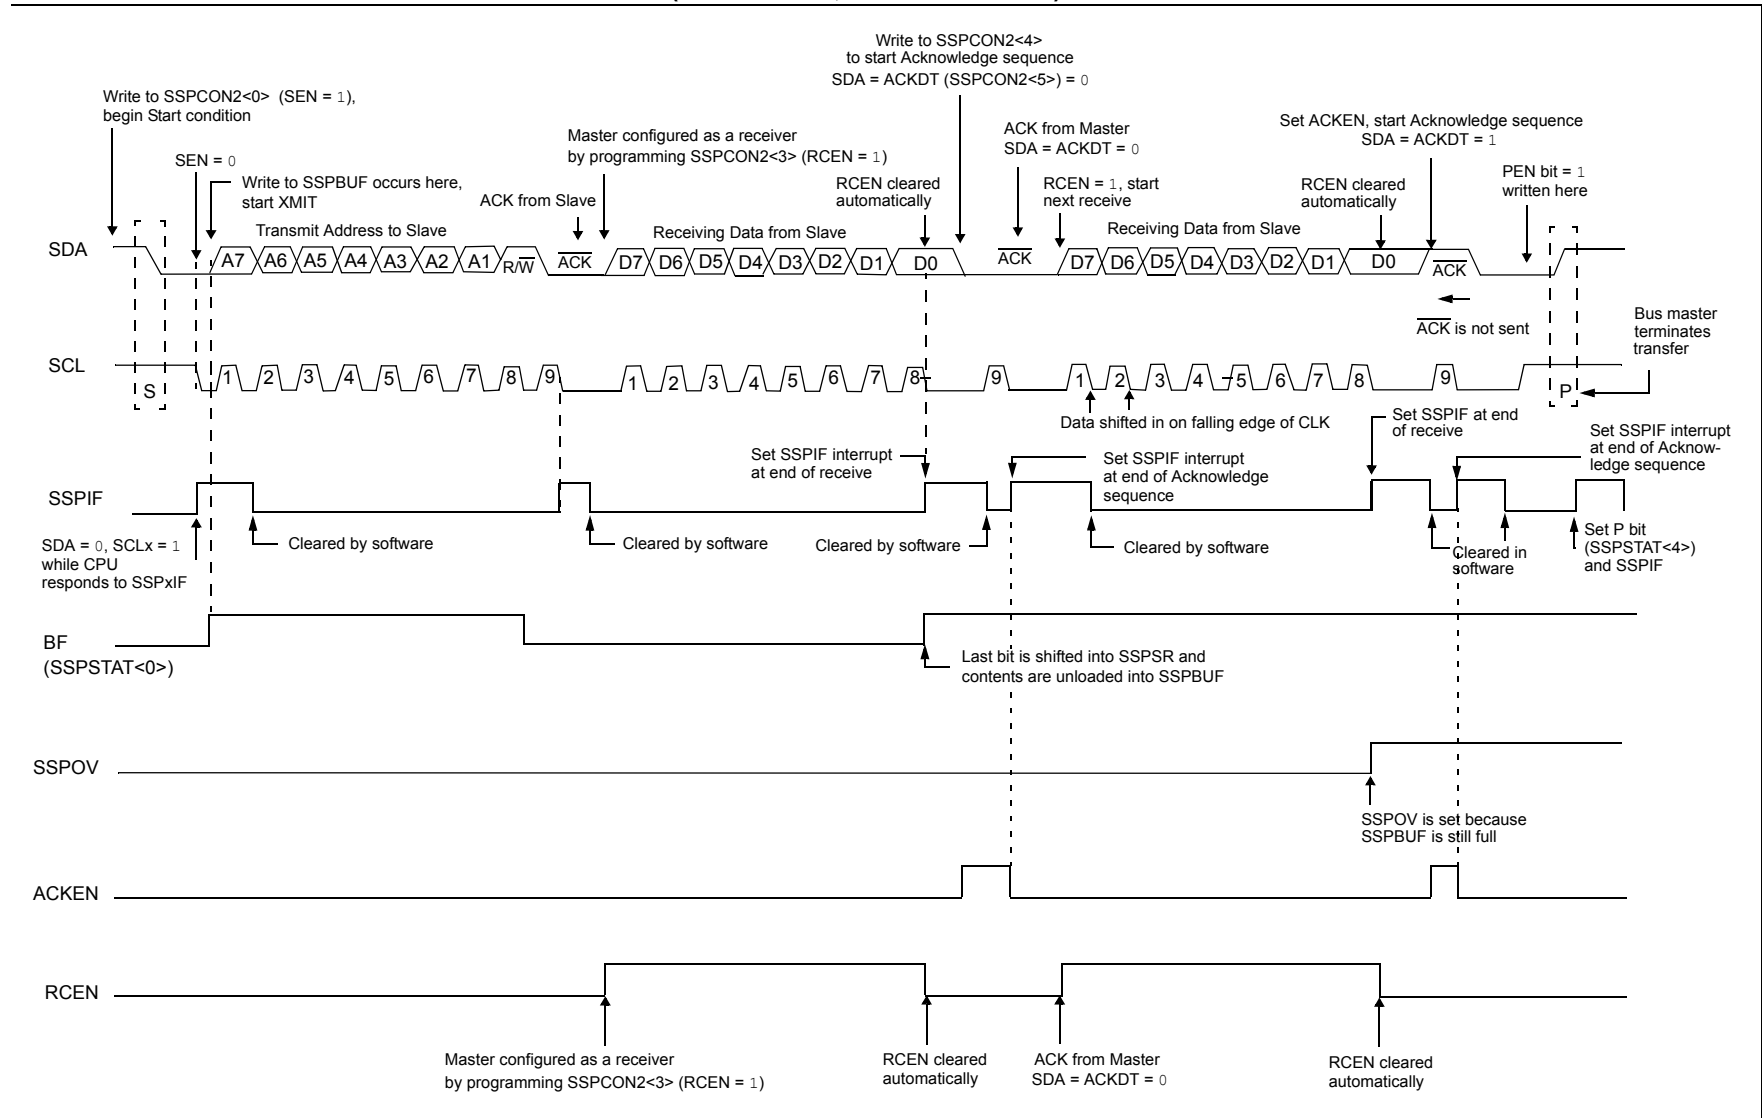 Write to SSPCON2<4>
to start Acknowledge sequence
SDA = ACKDT (SSPCON2<5>) = 0
Write to SSPCON2<0> (SEN = 1),
begin Start condition
Master configured as a receiver
by programming SSPCON2<3> (RCEN = 1)
ACK from Master
SDA = ACKDT = 0
Set ACKEN, start Acknowledge sequence
SDA = ACKDT = 1
SEN = 0
Write to SSPBUF occurs here,
start XMIT
ACK from Slave
RCEN cleared
automatically
RCEN = 1, start
next receive
RCEN cleared
automatically
PEN bit = 1
written here
Transmit Address to Slave
Receiving Data from Slave
Receiving Data from Slave
SDA
A7 A6 A5 A4 A3 A2 A1 R/W ACK D7 D6 D5 D4 D3 D2 D1 D0 ACK D7 D6 D5 D4 D3 D2 D1 D0 ACK
ACK is not sent
Bus master
terminates
transfer
SCL
S 1 2 3 4 5 6 7 8 9 1 2 3 4 5 6 7 8 9 1 2 3 4 5 6 7 8 9 P
Data shifted in on falling edge of CLK
Set SSPIF at end
of receive
Set SSPIF interrupt
at end of receive
Set SSPIF interrupt
at end of Acknowledge
sequence
Set SSPIF interrupt
at end of Acknow-
ledge sequence
SSPIF
SDA = 0, SCLx = 1
while CPU
responds to SSPxIF
Cleared by software
Cleared by software
Cleared by software
Cleared by software
Cleared in
software
Set P bit
(SSPSTAT<4>)
and SSPIF
BF
(SSPSTAT<0>)
Last bit is shifted into SSPSR and
contents are unloaded into SSPBUF
SSPOV
SSPOV is set because
SSPBUF is still full
ACKEN
RCEN
Master configured as a receiver
by programming SSPCON2<3> (RCEN = 1)
RCEN cleared
automatically
ACK from Master
SDA = ACKDT = 0
RCEN cleared
automatically